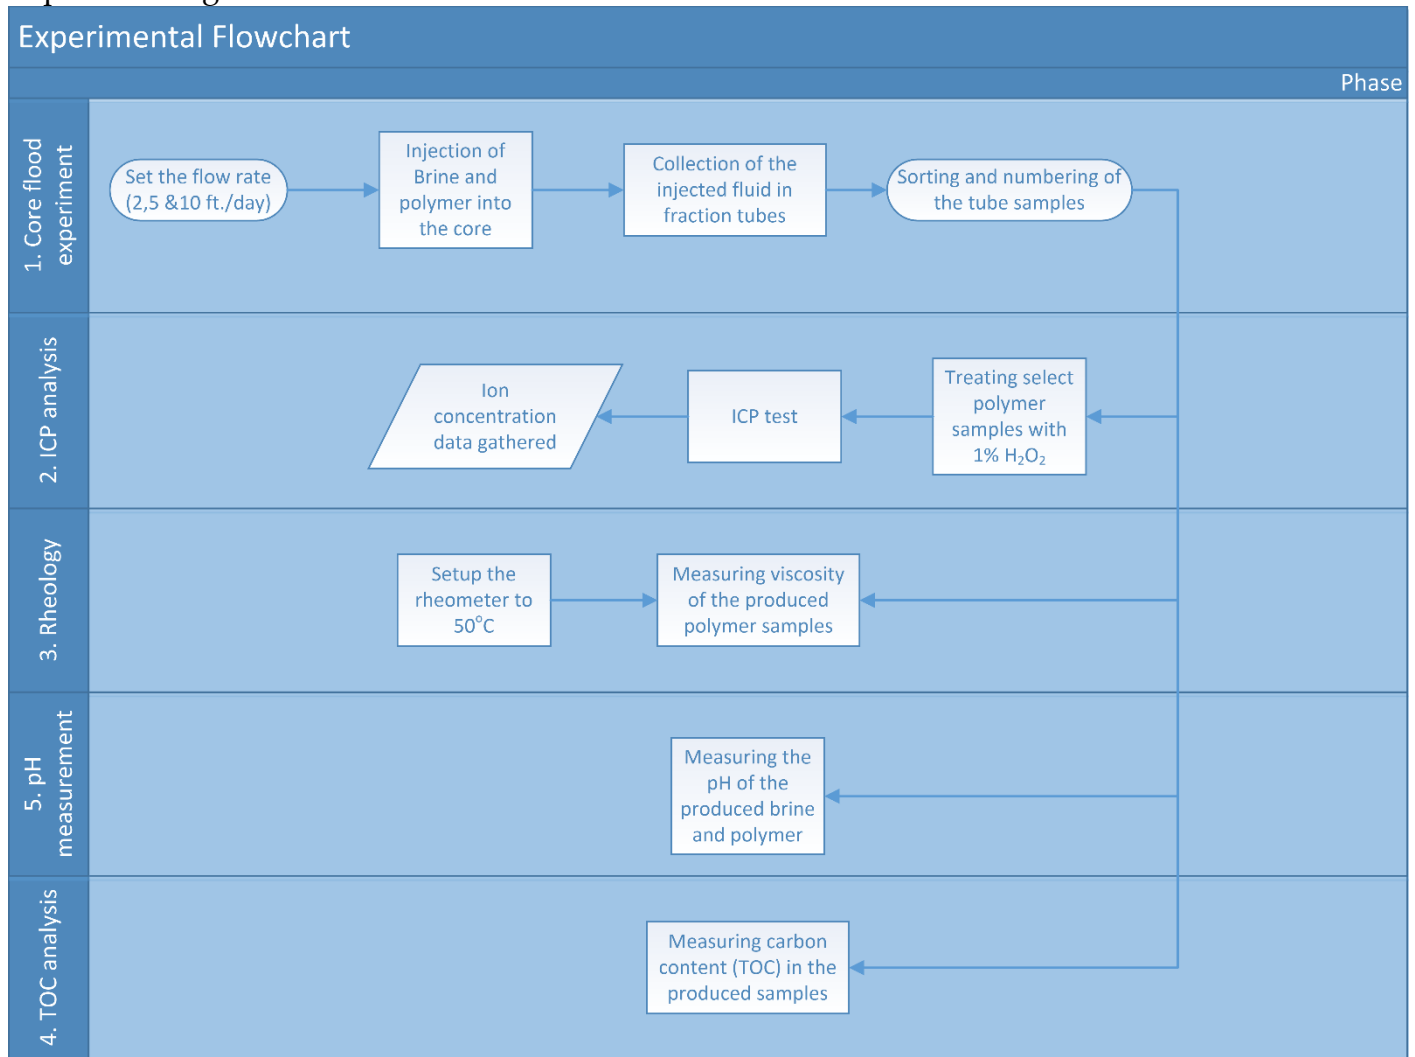 Experimental Flowchart
Phase
1. Core flood
experiment
Set the flow rate
(2,5 &10 ft./day)
Injection of
Brine and
polymer into
the core
Collection of the
injected fluid in
fraction tubes
Sorting and numbering of
the tube samples
2. ICP analysis
Ion
concentration
data gathered
ICP test
Treating select
polymer
samples with
1% H₂O₂
3. Rheology
Setup the
rheometer to
50°C
Measuring viscosity
of the produced
polymer samples
5. pH
measurement
Measuring the
pH of the
produced brine
and polymer
4. TOC analysis
Measuring carbon
content (TOC) in the
produced samples